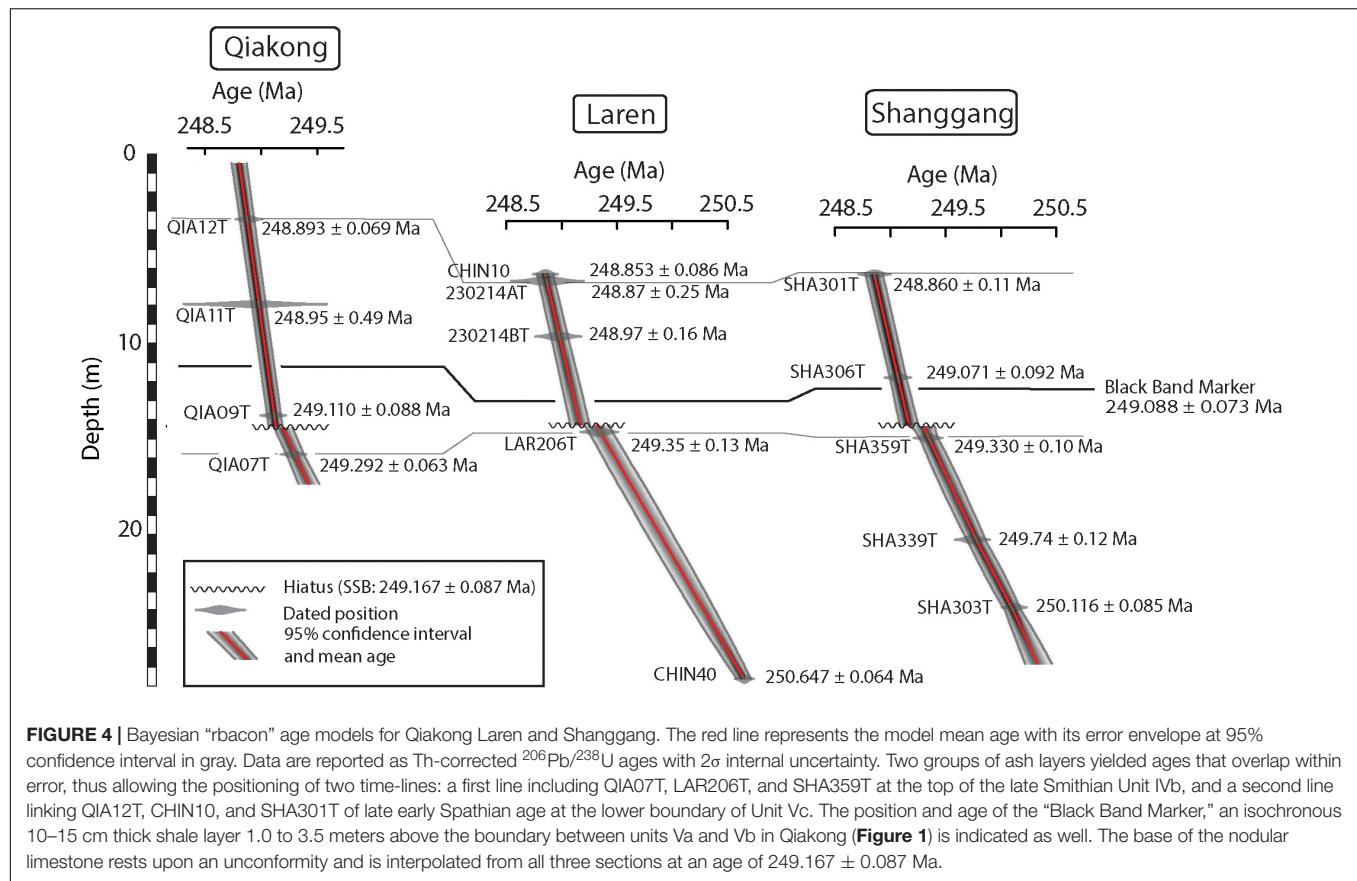 Qiakong
Age (Ma)
248.5 249.5
Laren
Age (Ma)
248.5 249.5 250.5
Shanggang
Age (Ma)
248.5 249.5 250.5
Depth (m)
0
10
20
QIA12T 248.893 ± 0.069 Ma
QIA11T 248.95 ± 0.49 Ma
QIA09T 249.110 ± 0.088 Ma
QIA07T 249.292 ± 0.063 Ma
CHIN10 248.853 ± 0.086 Ma
230214AT 248.87 ± 0.25 Ma
230214BT 248.97 ± 0.16 Ma
LAR206T 249.35 ± 0.13 Ma
CHIN40 250.647 ± 0.064 Ma
SHA301T 248.860 ± 0.11 Ma
SHA306T 249.071 ± 0.092 Ma
Black Band Marker
249.088 ± 0.073 Ma
SHA359T 249.330 ± 0.10 Ma
SHA339T 249.74 ± 0.12 Ma
SHA303T 250.116 ± 0.085 Ma
Hiatus (SSB: 249.167 ± 0.087 Ma)
Dated position
95% confidence interval
and mean age
FIGURE 4 | Bayesian “rbacon” age models for Qiakong Laren and Shanggang. The red line represents the model mean age with its error envelope at 95%
confidence interval in gray. Data are reported as Th-corrected ²⁰⁶Pb/²³⁸U ages with 2σ internal uncertainty. Two groups of ash layers yielded ages that overlap within
error, thus allowing the positioning of two time-lines: a first line including QIA07T, LAR206T, and SHA359T at the top of the late Smithian Unit IVb, and a second line
linking QIA12T, CHIN10, and SHA301T of late early Spathian age at the lower boundary of Unit Vc. The position and age of the “Black Band Marker,” an isochronous
10–15 cm thick shale layer 1.0 to 3.5 meters above the boundary between units Va and Vb in Qiakong (Figure 1) is indicated as well. The base of the nodular
limestone rests upon an unconformity and is interpolated from all three sections at an age of 249.167 ± 0.087 Ma.